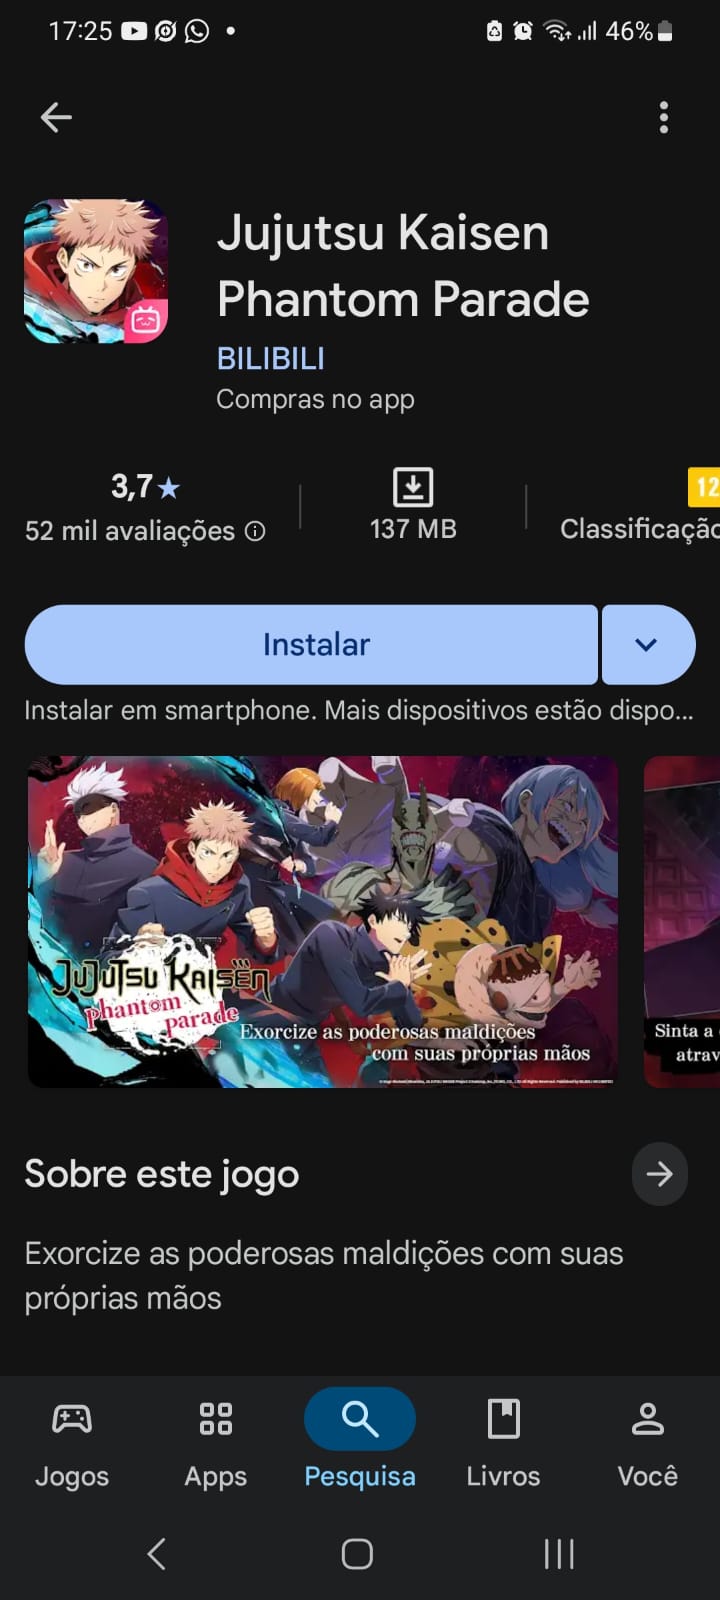 17:25
46%
Jujutsu Kaisen
Phantom Parade
BILIBILI
Compras no app
3,7★
52 mil avaliações
137 MB
12
Classificação
Instalar
Instalar em smartphone. Mais dispositivos estão dispo...
JUJUTSU KAISEN
Phantom
parade
Exorcize as poderosas maldições
com suas próprias mãos
Sinta a
atrav
Sobre este jogo
Exorcize as poderosas maldições com suas
próprias mãos
Jogos
Apps
Pesquisa
Livros
Você